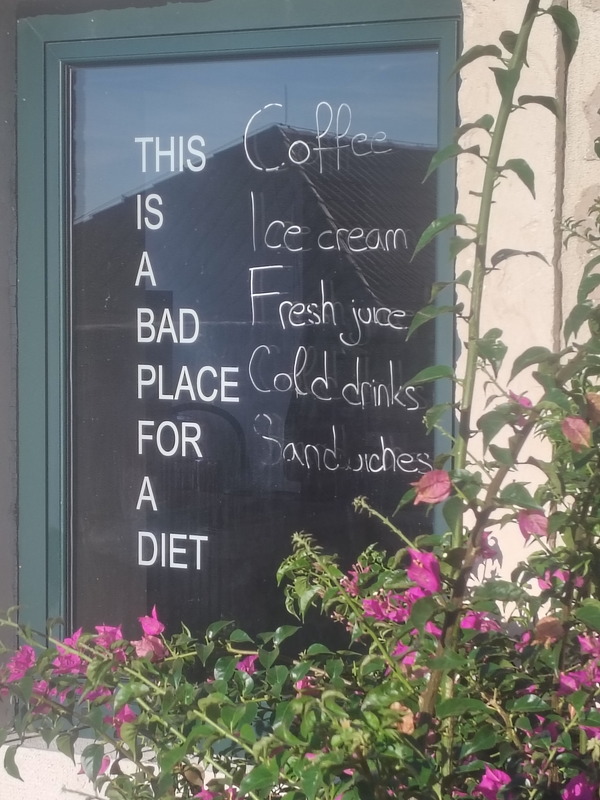 THIS
IS
A
BAD
PLACE
FOR
A
DIET
Coffee
Ice cream
Fresh juice
Cold drinks
Sandwiches